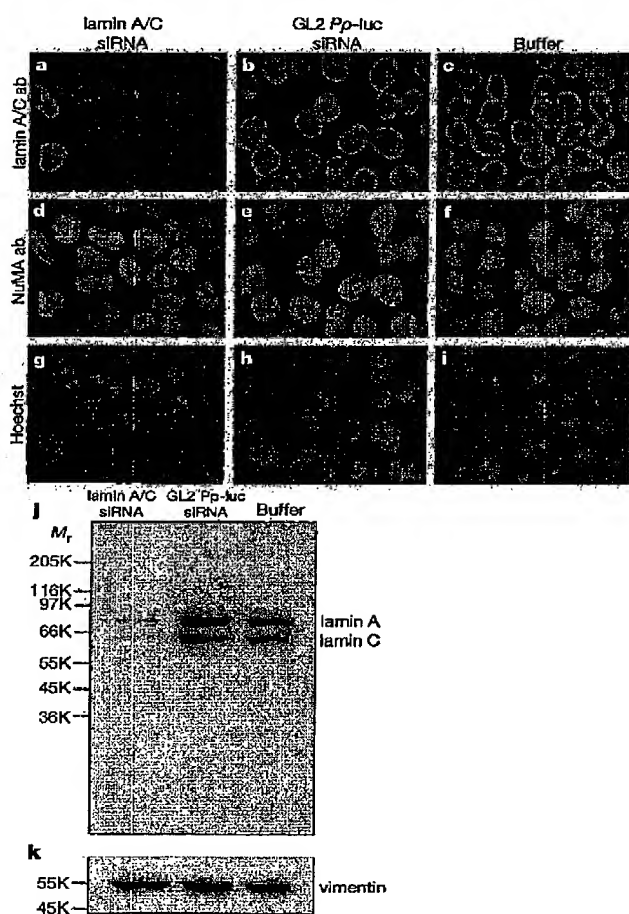 lamin A/C siRNA
GL2 Pp-luc siRNA
Buffer
lamin A/C ab
a
b
c
NuMA ab.
d
e
f
Hoechst
g
h
i
j
lamin A/C siRNA
GL2 Pp-luc siRNA
Buffer
Mr
205K
116K
97K
66K
55K
45K
36K
lamin A
lamin C
k
55K
45K
vimentin